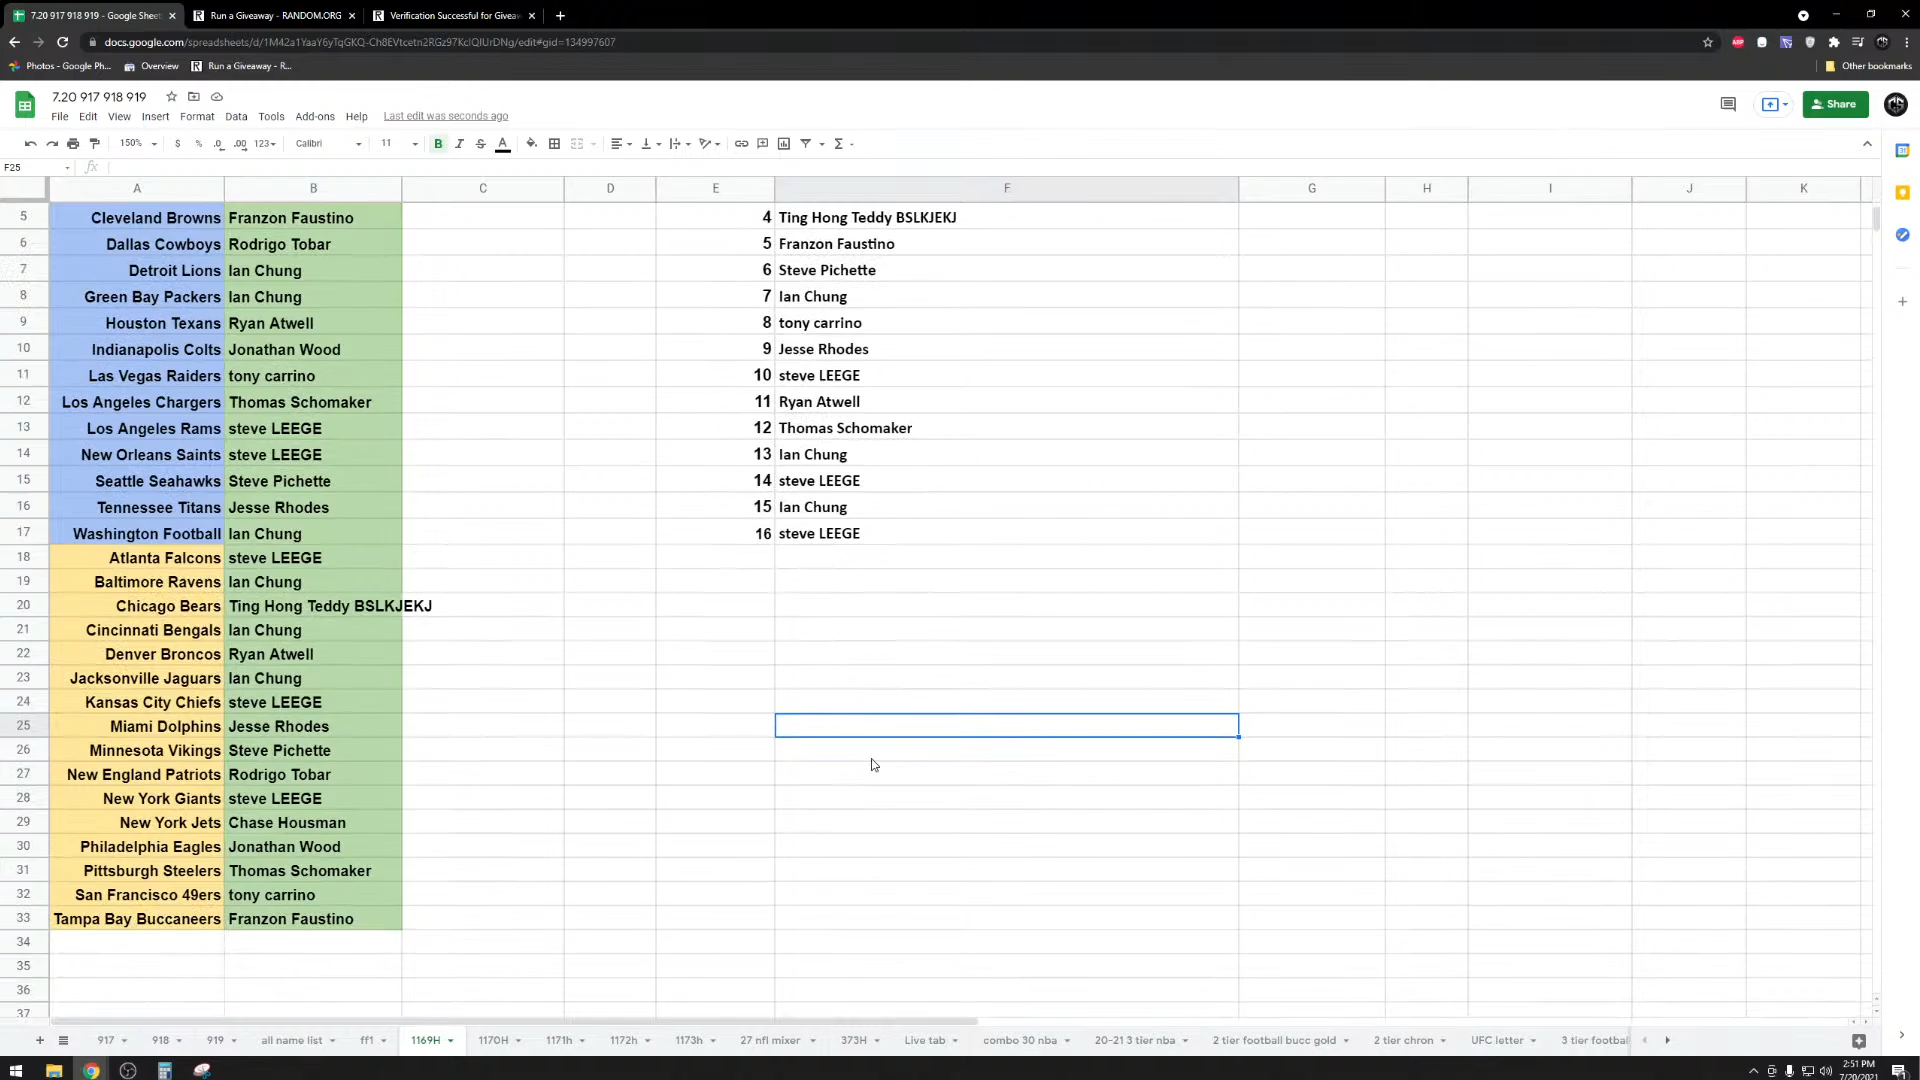 7.20 917 918 919 - Google Sheets
Run a Giveaway - RANDOM.ORG
Verification Successful for Giveaw
docs.google.com/spreadsheets/d/1M42a1YaaY6yTqGKQ-Ch8EVtcetn2RGz97KclQIUrDNg/edit#gid=134997607
Photos - Google Ph...
Overview
Run a Giveaway - R...
Other bookmarks
7.20 917 918 919
File Edit View Insert Format Data Tools Add-ons Help Last edit was seconds ago
Share
150% $ % .0 .00 123 Calibri 11 B I S A
F25 fx
A B C D E F G H I J K
5 Cleveland Browns Franzon Faustino 4 Ting Hong Teddy BSLKJEKJ
6 Dallas Cowboys Rodrigo Tobar 5 Franzon Faustino
7 Detroit Lions Ian Chung 6 Steve Pichette
8 Green Bay Packers Ian Chung 7 Ian Chung
9 Houston Texans Ryan Atwell 8 tony carrino
10 Indianapolis Colts Jonathan Wood 9 Jesse Rhodes
11 Las Vegas Raiders tony carrino 10 steve LEEGE
12 Los Angeles Chargers Thomas Schomaker 11 Ryan Atwell
13 Los Angeles Rams steve LEEGE 12 Thomas Schomaker
14 New Orleans Saints steve LEEGE 13 Ian Chung
15 Seattle Seahawks Steve Pichette 14 steve LEEGE
16 Tennessee Titans Jesse Rhodes 15 Ian Chung
17 Washington Football Ian Chung 16 steve LEEGE
18 Atlanta Falcons steve LEEGE
19 Baltimore Ravens Ian Chung
20 Chicago Bears Ting Hong Teddy BSLKJEKJ
21 Cincinnati Bengals Ian Chung
22 Denver Broncos Ryan Atwell
23 Jacksonville Jaguars Ian Chung
24 Kansas City Chiefs steve LEEGE
25 Miami Dolphins Jesse Rhodes
26 Minnesota Vikings Steve Pichette
27 New England Patriots Rodrigo Tobar
28 New York Giants steve LEEGE
29 New York Jets Chase Housman
30 Philadelphia Eagles Jonathan Wood
31 Pittsburgh Steelers Thomas Schomaker
32 San Francisco 49ers tony carrino
33 Tampa Bay Buccaneers Franzon Faustino
34
35
36
37
917 918 919 all name list ff1 1169H 1170H 1171h 1172h 1173h 27 nfl mixer 373H Live tab combo 30 nba 20-21 3 tier nba 2 tier football bucc gold 2 tier chron UFC letter 3 tier footbal
2:51 PM
7/20/2021